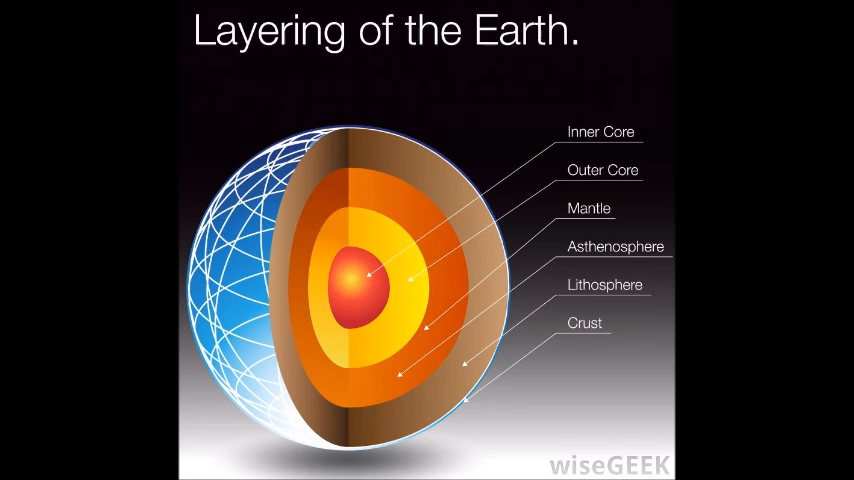 Layering of the Earth.
Inner Core
Outer Core
Mantle
Asthenosphere
Lithosphere
Crust
wiseGEEK